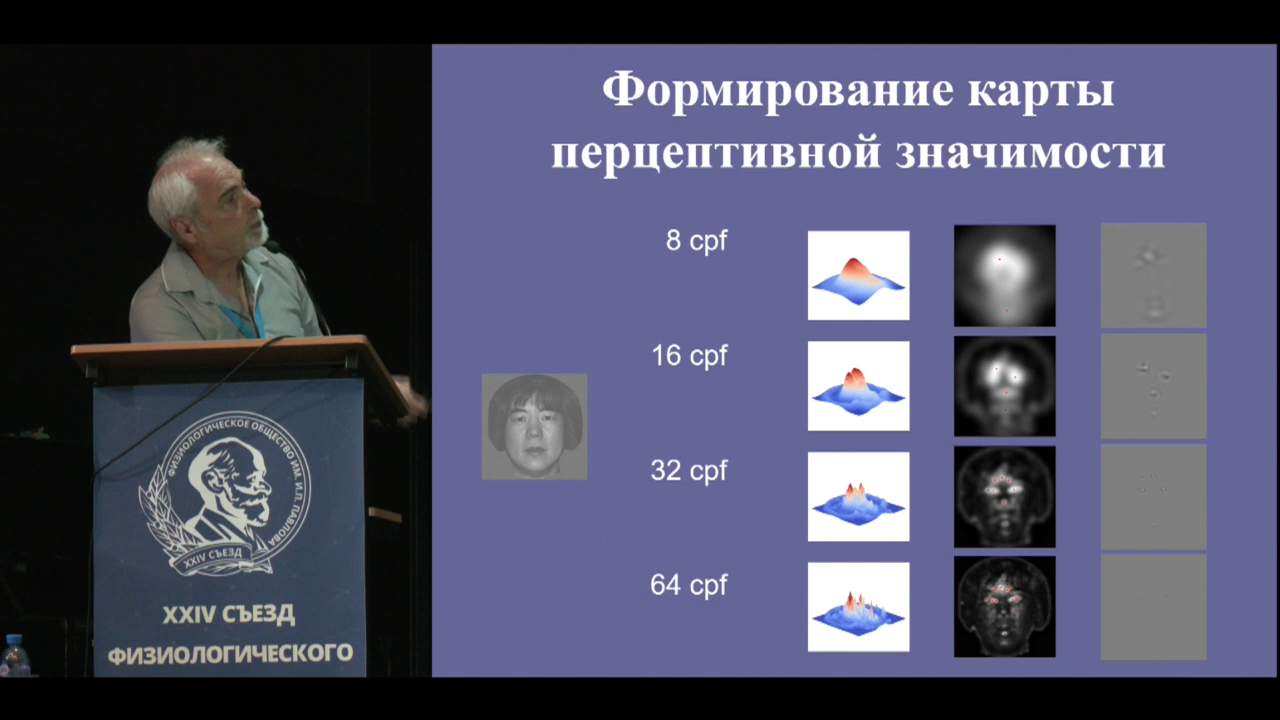 Формирование карты
перцептивной значимости
8 cpf
16 cpf
32 cpf
64 cpf
ФИЗИОЛОГИЧЕСКОЕ ОБЩЕСТВО ИМ. И.П. ПАВЛОВА
XXIV СЪЕЗД
XXIV СЪЕЗД
ФИЗИОЛОГИЧЕСКОГО